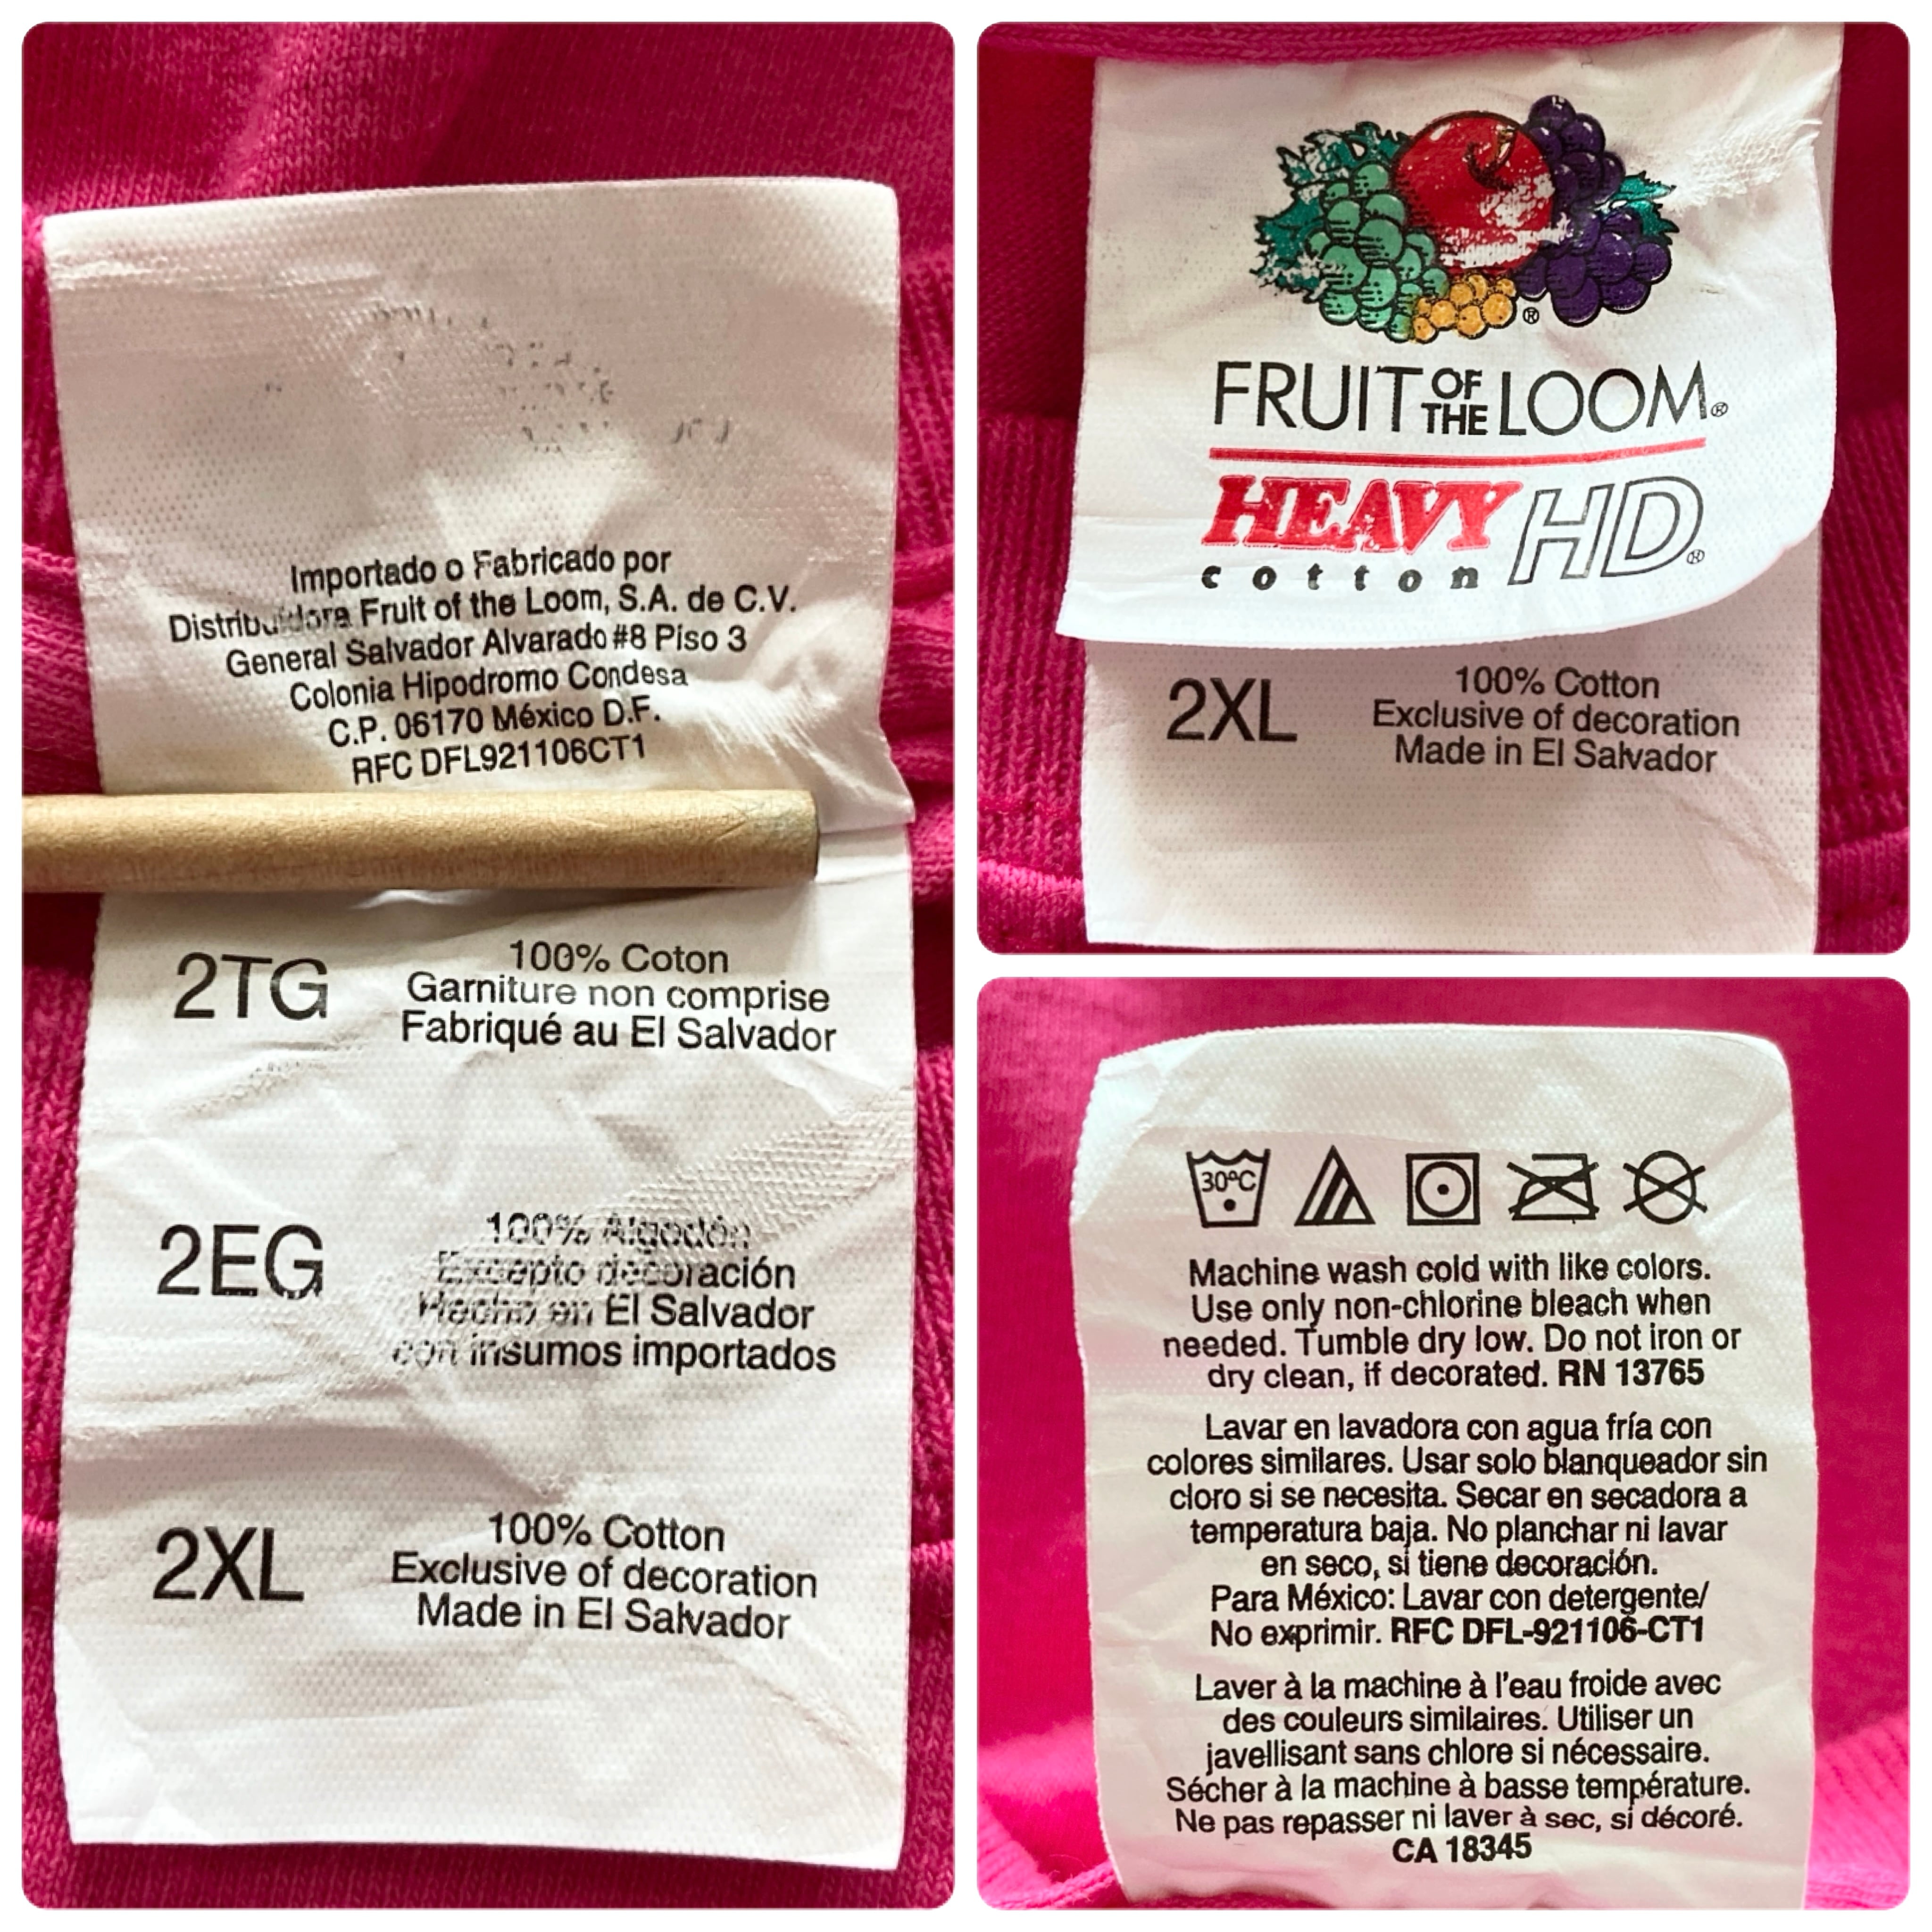 Importado o Fabricado por
Distribuidora Fruit of the Loom, S.A. de C.V.
General Salvador Alvarado #8 Piso 3
Colonia Hipodromo Condesa
C.P. 06170 México D.F.
RFC DFL921106CT1
2TG
100% Coton
Garniture non comprise
Fabriqué au El Salvador
2EG
100% Algodón
Excepto decoración
Hecho en El Salvador
con insumos importados
2XL
100% Cotton
Exclusive of decoration
Made in El Salvador
®
FRUIT OF THE LOOM®
HEAVY HD®
cotton
2XL
100% Cotton
Exclusive of decoration
Made in El Salvador
30°C
Machine wash cold with like colors.
Use only non-chlorine bleach when
needed. Tumble dry low. Do not iron or
dry clean, if decorated. RN 13765
Lavar en lavadora con agua fría con
colores similares. Usar solo blanqueador sin
cloro si se necesita. Secar en secadora a
temperatura baja. No planchar ni lavar
en seco, si tiene decoración.
Para México: Lavar con detergente/
No exprimir. RFC DFL-921106-CT1
Laver à la machine à l'eau froide avec
des couleurs similaires. Utiliser un
javellisant sans chlore si nécessaire.
Sécher à la machine à basse température.
Ne pas repasser ni laver à sec, si décoré.
CA 18345